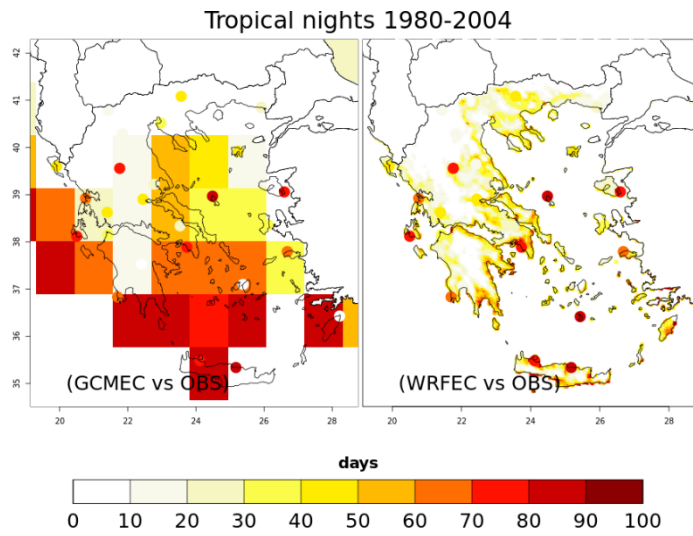 Tropical nights 1980-2004
42
41
40
39
38
37
36
35
(GCMEC vs OBS)
(WRFEC vs OBS)
20 22 24 26 28
20 22 24 26 28
days
0 10 20 30 40 50 60 70 80 90 100